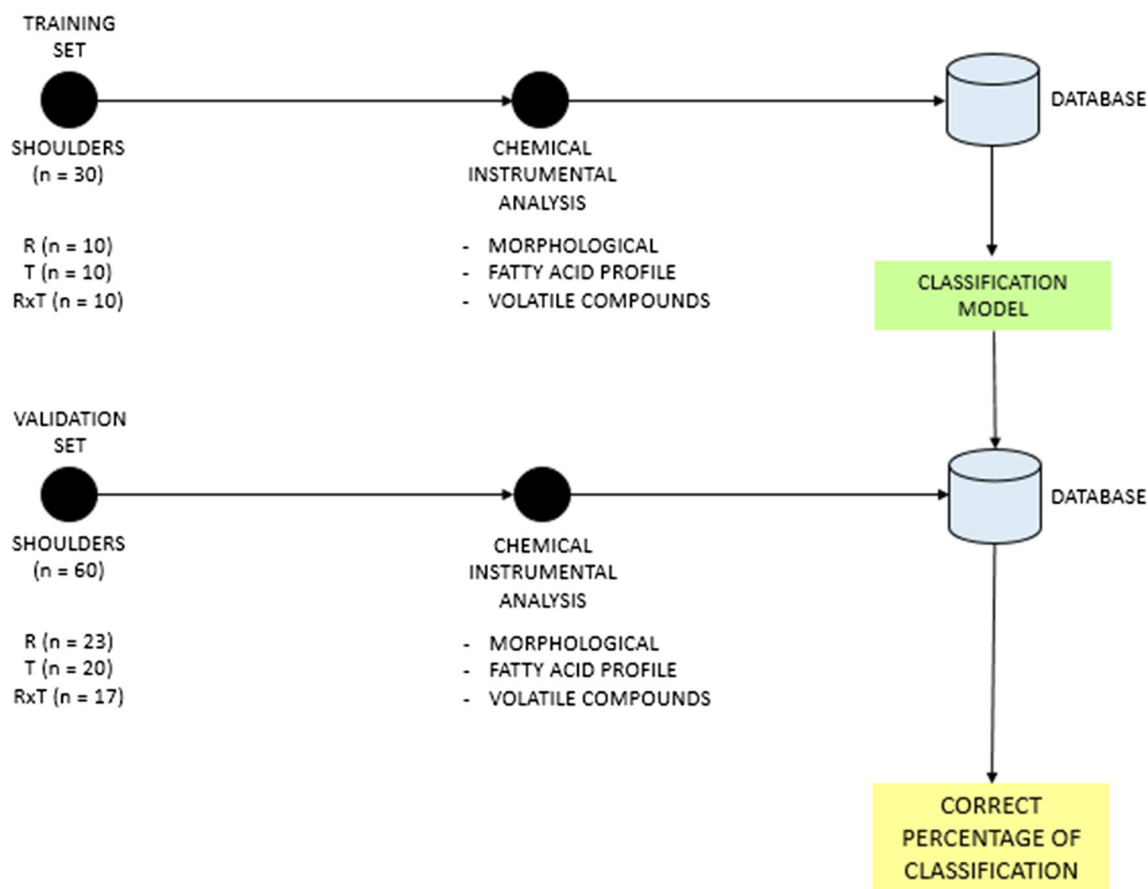 TRAINING
SET
SHOULDERS
(n = 30)
R (n = 10)
T (n = 10)
RxT (n = 10)
CHEMICAL
INSTRUMENTAL
ANALYSIS
- MORPHOLOGICAL
- FATTY ACID PROFILE
- VOLATILE COMPOUNDS
DATABASE
CLASSIFICATION
MODEL
VALIDATION
SET
SHOULDERS
(n = 60)
R (n = 23)
T (n = 20)
RxT (n = 17)
CHEMICAL
INSTRUMENTAL
ANALYSIS
- MORPHOLOGICAL
- FATTY ACID PROFILE
- VOLATILE COMPOUNDS
DATABASE
CORRECT
PERCENTAGE OF
CLASSIFICATION